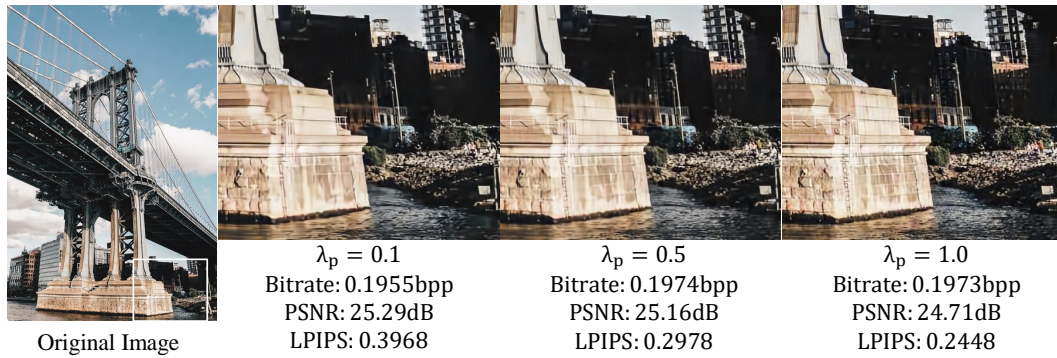 Original Image
λp = 0.1
Bitrate: 0.1955bpp
PSNR: 25.29dB
LPIPS: 0.3968
λp = 0.5
Bitrate: 0.1974bpp
PSNR: 25.16dB
LPIPS: 0.2978
λp = 1.0
Bitrate: 0.1973bpp
PSNR: 24.71dB
LPIPS: 0.2448